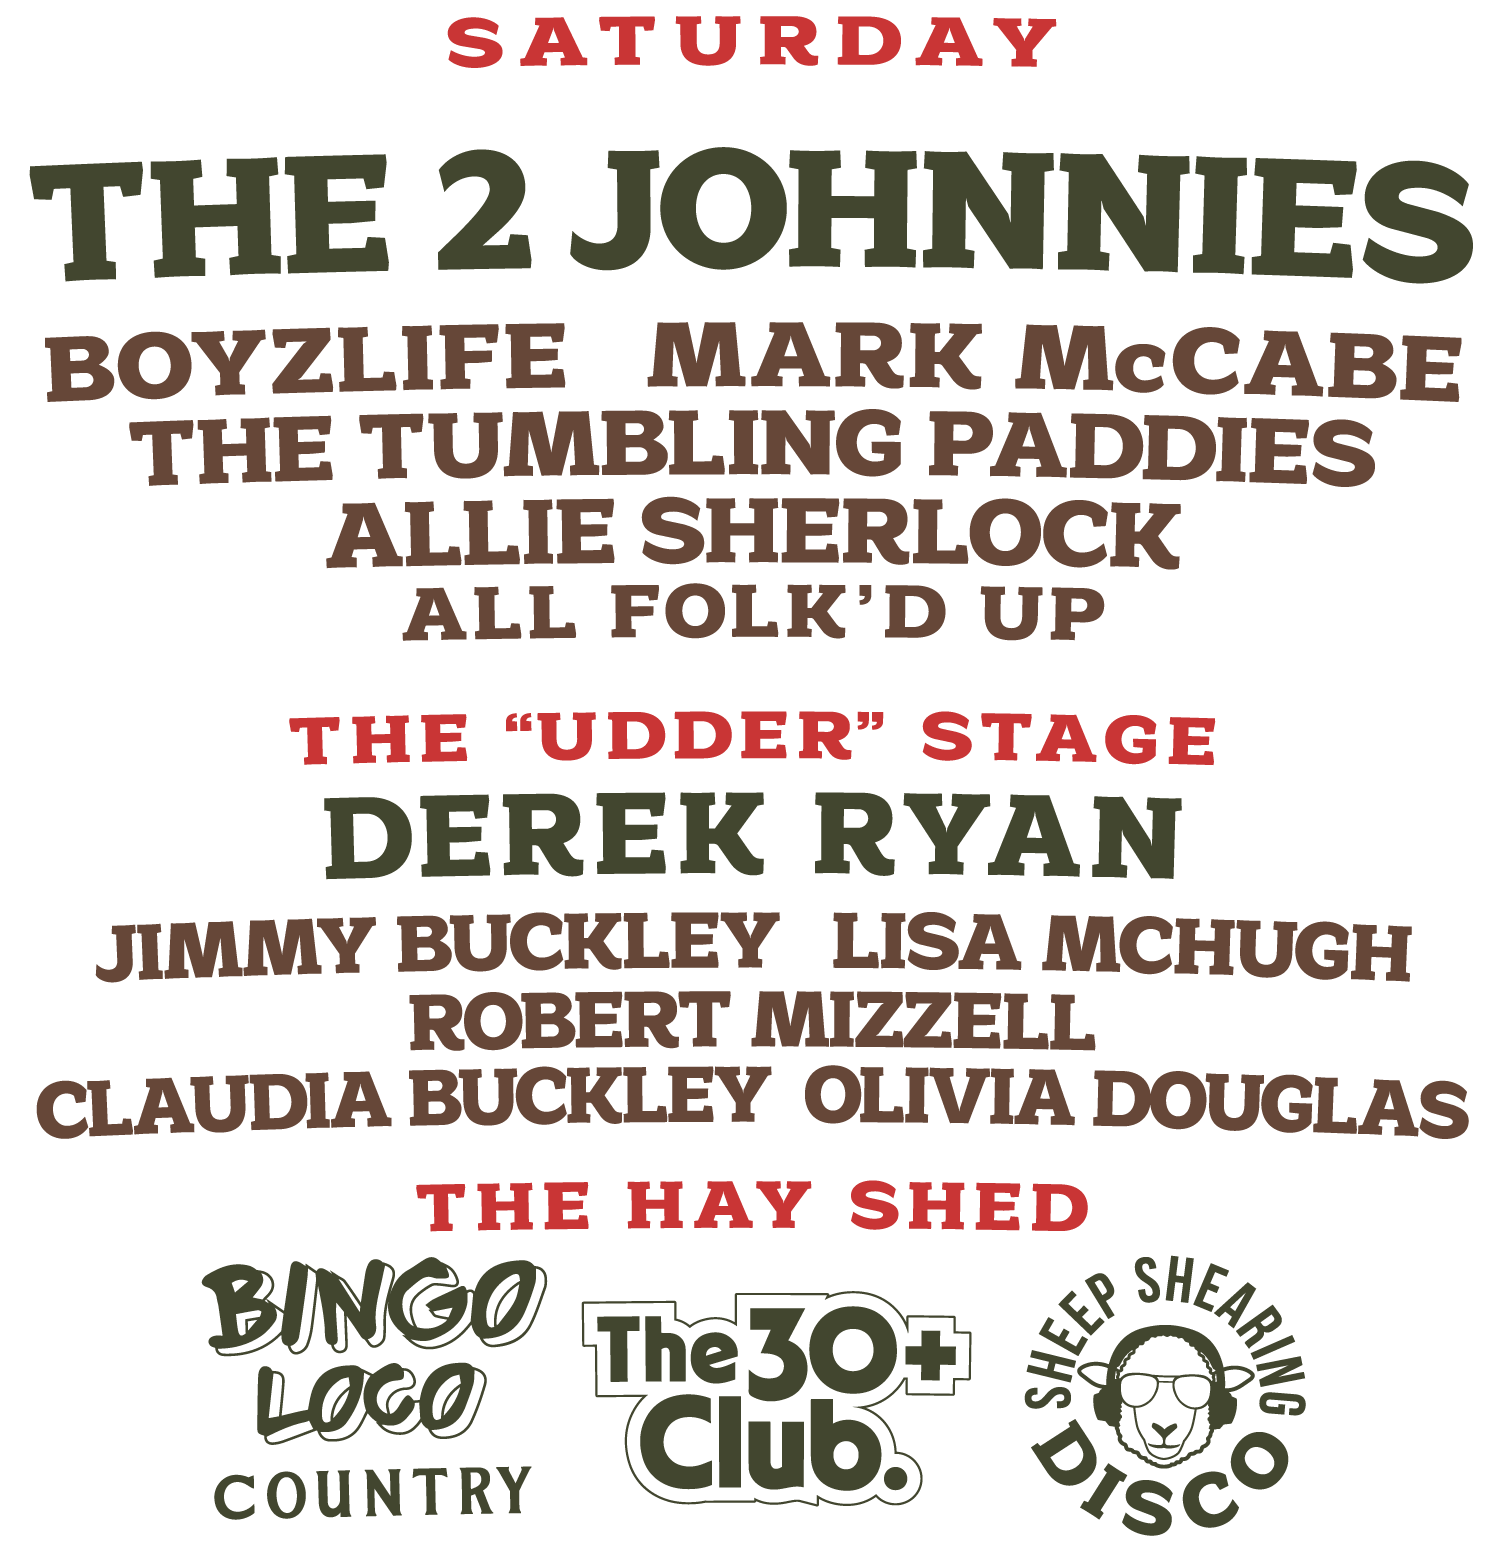 SATURDAY
THE 2 JOHNNIES
BOYZLIFE MARK McCABE
THE TUMBLING PADDIES
ALLIE SHERLOCK
ALL FOLK’D UP
THE “UDDER” STAGE
DEREK RYAN
JIMMY BUCKLEY LISA MCHUGH
ROBERT MIZZELL
CLAUDIA BUCKLEY OLIVIA DOUGLAS
THE HAY SHED
BINGO
LOCO
COUNTRY
The 30+
Club.
SHEEP SHEARING
DISCO